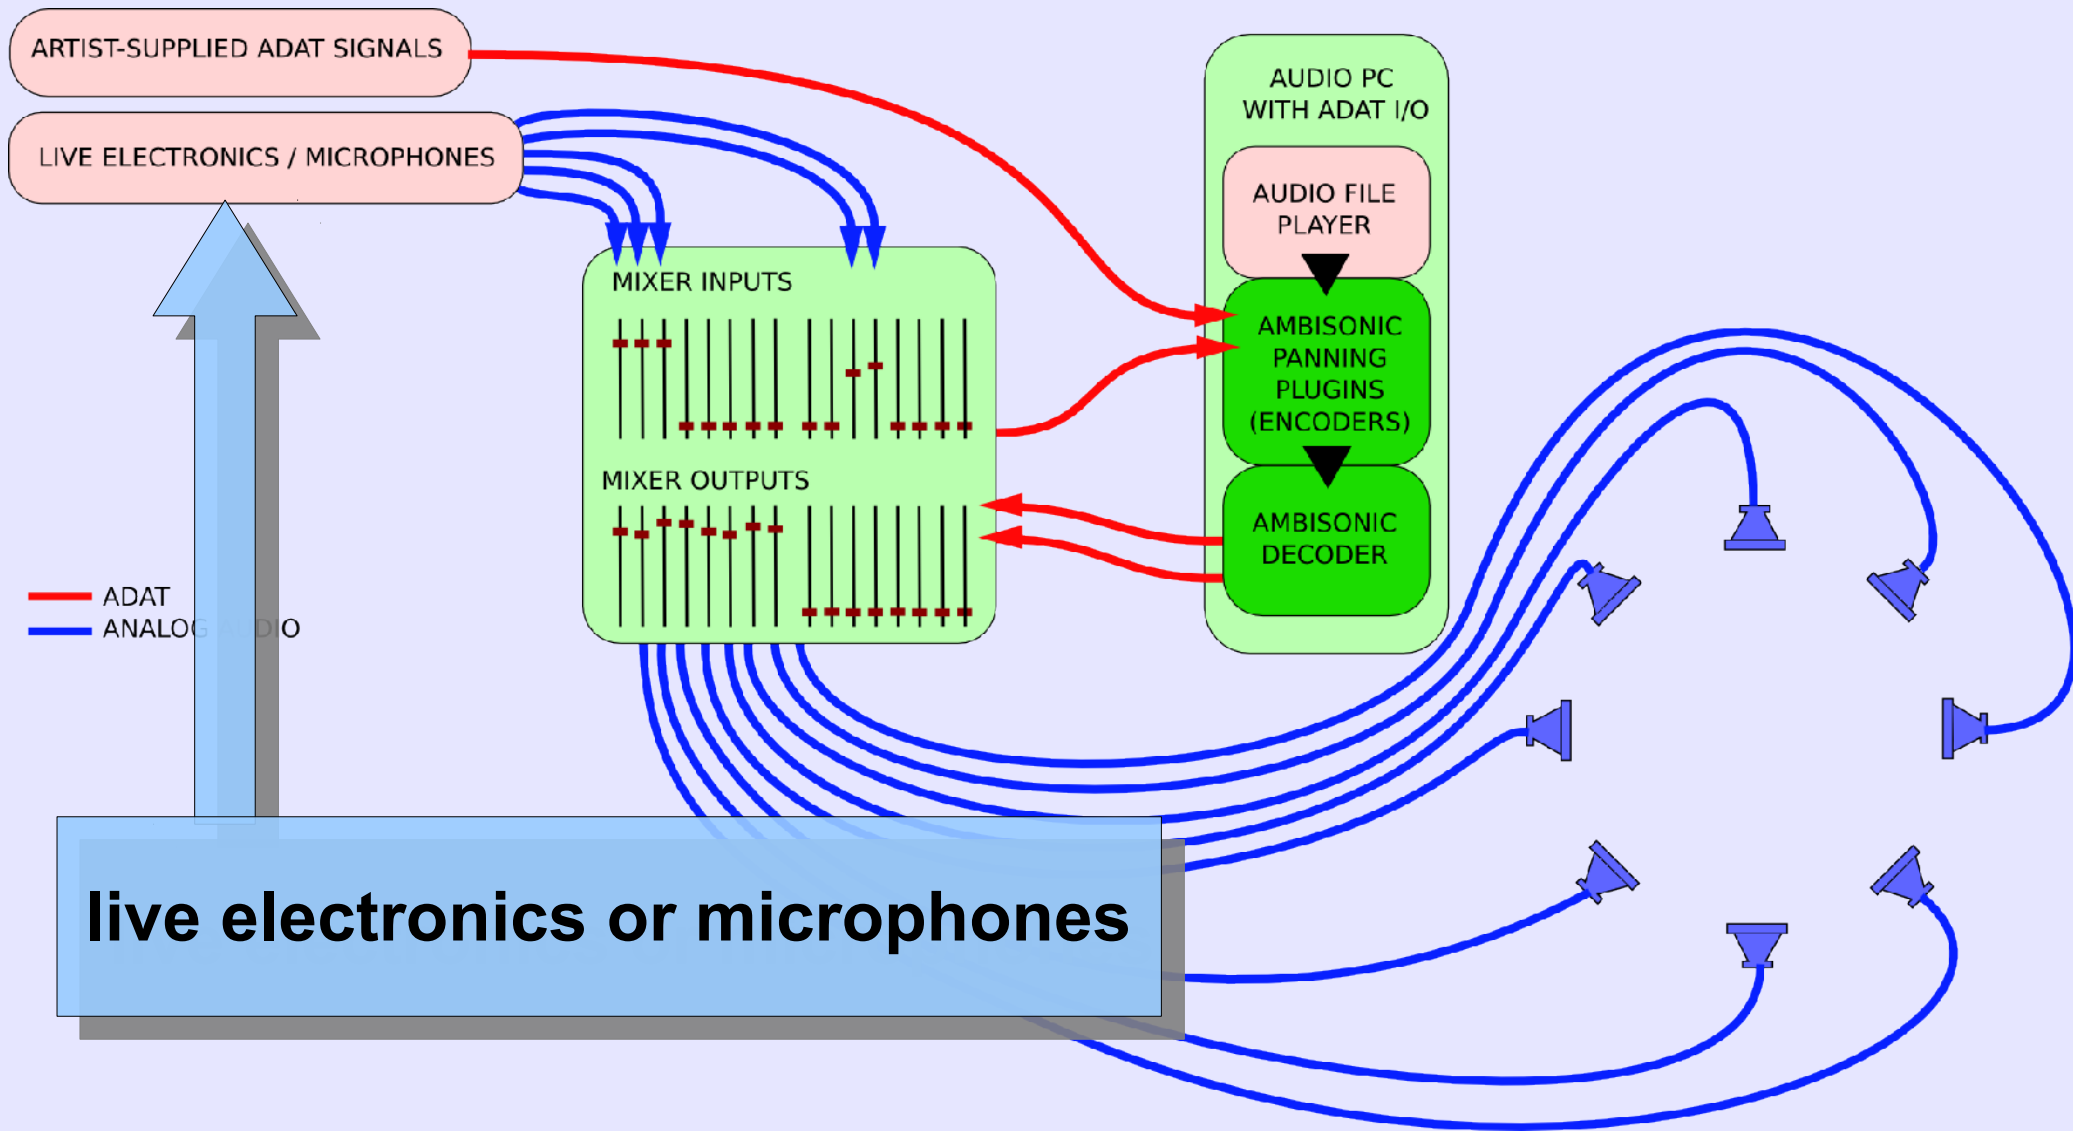 ARTIST-SUPPLIED ADAT SIGNALS
LIVE ELECTRONICS / MICROPHONES
AUDIO PC
WITH ADAT I/O
AUDIO FILE
PLAYER
AMBISONIC
PANNING
PLUGINS
(ENCODERS)
AMBISONIC
DECODER
MIXER INPUTS
MIXER OUTPUTS
ADAT
ANALOG AUDIO
live electronics or microphones